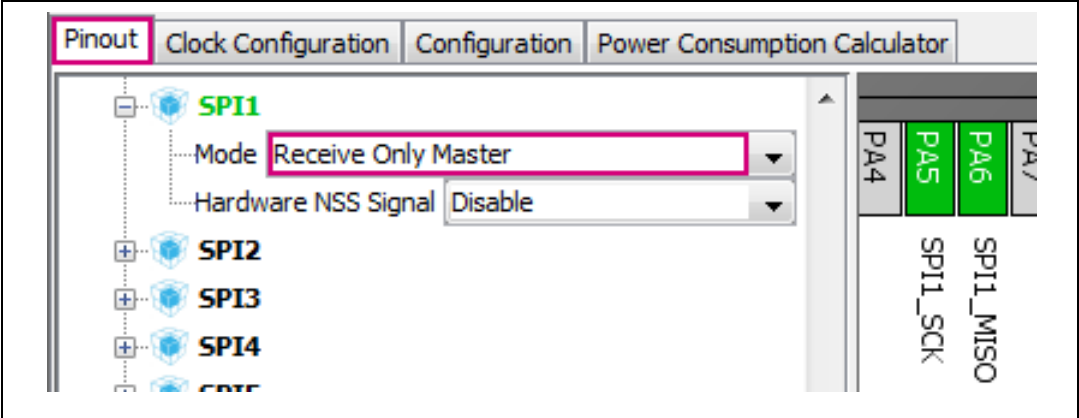 Pinout Clock Configuration Configuration Power Consumption Calculator
SPI1
Mode Receive Only Master
Hardware NSS Signal Disable
SPI2
SPI3
SPI4
PA4
PA5
PA6
PA7
SPI1_SCK
SPI1_MISO